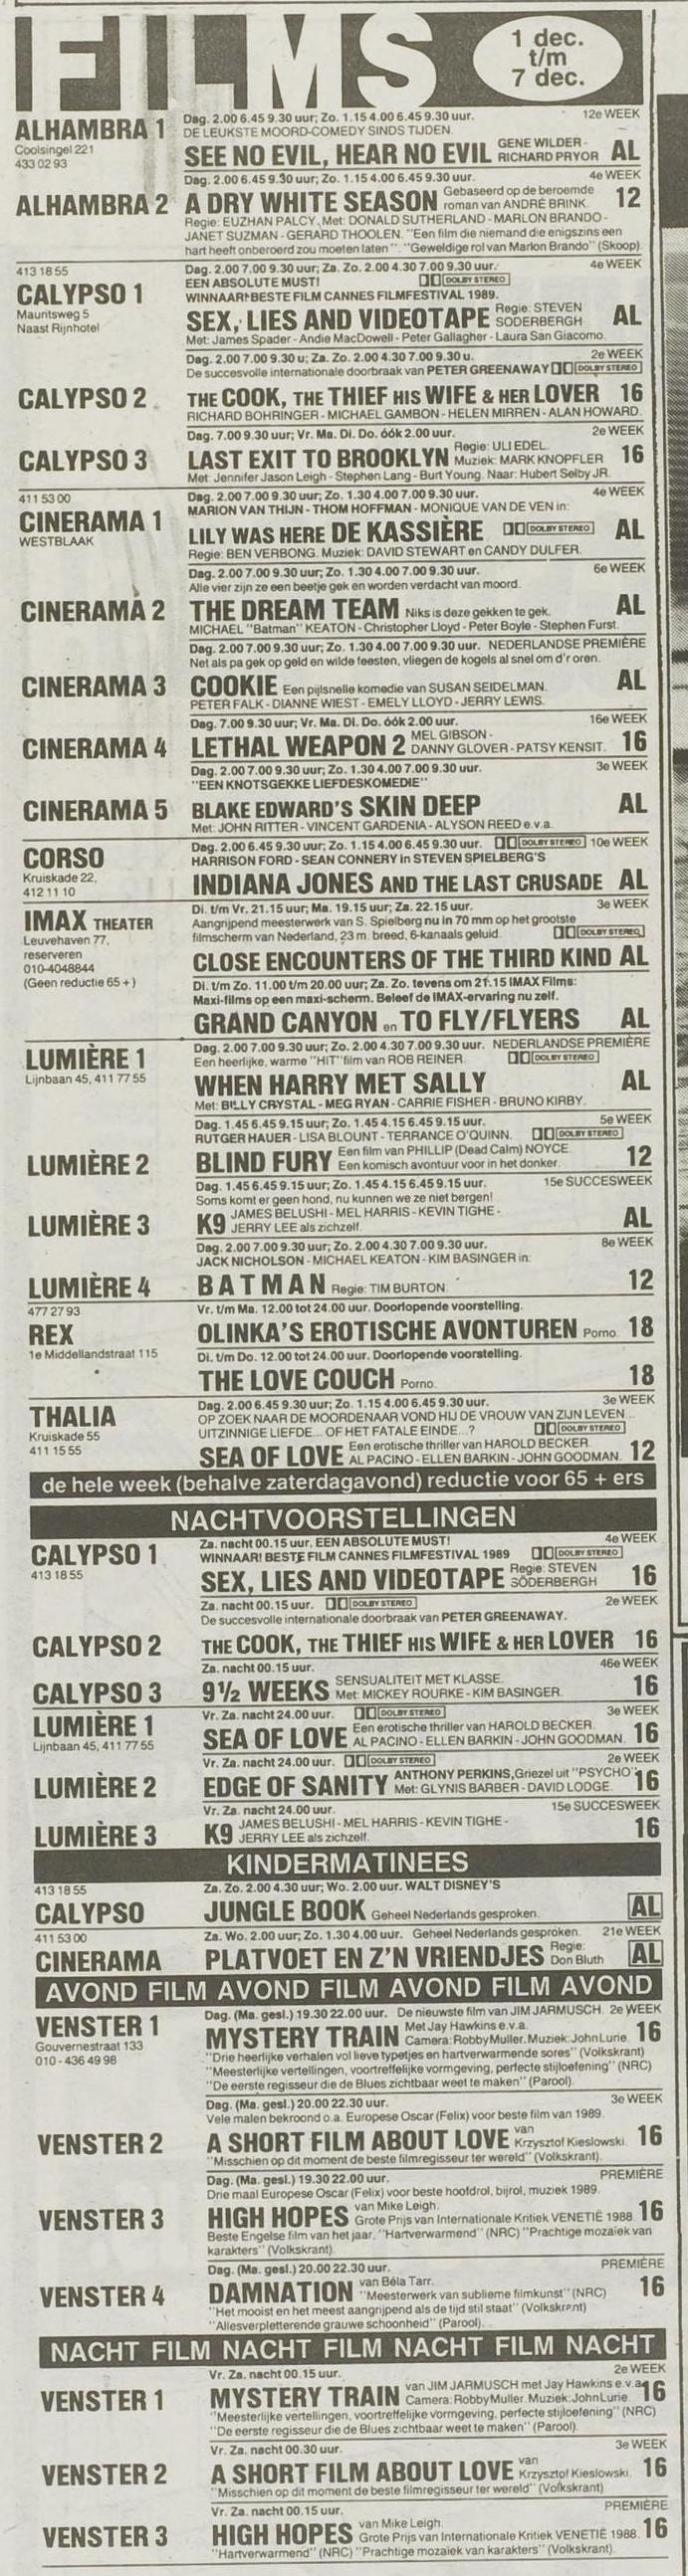 FILMS
1 dec.
t/m
7 dec.
Dag. 2.00 6.45 9.30 uur; Zo. 1.15 4.00 6.45 9.30 uur. 12e WEEK
ALHAMBRA 1 DE LEUKSTE MOORD-COMEDY SINDS TIJDEN.
Coolsingel 221
433 02 93
SEE NO EVIL, HEAR NO EVIL GENE WILDER - RICHARD PRYOR AL
Dag. 2.00 6.45 9.30 uur; Zo. 1.15 4.00 6.45 9.30 uur. 4e WEEK
ALHAMBRA 2 A DRY WHITE SEASON Gebaseerd op de beroemde roman van ANDRÉ BRINK. 12
Regie: EUZHAN PALCY. Met: DONALD SUTHERLAND - MARLON BRANDO -
JANET SUZMAN - GERARD THOOLEN. "Een film die niemand die enigszins een
hart heeft onberoerd zou moeten laten". "Geweldige rol van Marlon Brando" (Skoop).
413 18 55 Dag. 2.00 7.00 9.30 uur; Za. Zo. 2.00 4.30 7.00 9.30 uur. 4e WEEK
EEN ABSOLUTE MUST! DOLBY STEREO
CALYPSO 1 WINNAAR! BESTE FILM CANNES FILMFESTIVAL 1989.
Mauritsweg 5
Naast Rijnhotel
SEX, LIES AND VIDEOTAPE Regie: STEVEN SODERBERGH AL
Met: James Spader - Andie MacDowell - Peter Gallagher - Laura San Giacomo.
Dag. 2.00 7.00 9.30 u; Za. Zo. 2.00 4.30 7.00 9.30 u. 2e WEEK
De succesvolle internationale doorbraak van PETER GREENAWAY DOLBY STEREO
CALYPSO 2 THE COOK, THE THIEF HIS WIFE & HER LOVER 16
RICHARD BOHRINGER - MICHAEL GAMBON - HELEN MIRREN - ALAN HOWARD.
Dag. 7.00 9.30 uur; Vr. Ma. Di. Do. óók 2.00 uur. 2e WEEK
CALYPSO 3 LAST EXIT TO BROOKLYN Regie: ULI EDEL. Muziek: MARK KNOPFLER 16
Met: Jennifer Jason Leigh - Stephen Lang - Burt Young. Naar: Hubert Selby JR.
411 53 00 Dag. 2.00 7.00 9.30 uur; Zo. 1.30 4.00 7.00 9.30 uur. 4e WEEK
CINERAMA 1 MARION VAN THIJN - THOM HOFFMAN - MONIQUE VAN DE VEN in:
WESTBLAAK
LILY WAS HERE DE KASSIÈRE DOLBY STEREO AL
Regie: BEN VERBONG. Muziek: DAVID STEWART en CANDY DULFER.
Dag. 2.00 7.00 9.30 uur; Zo. 1.30 4.00 7.00 9.30 uur. 6e WEEK
Alle vier zijn ze een beetje gek en worden verdacht van moord.
CINERAMA 2 THE DREAM TEAM Niks is deze gekken te gek. AL
MICHAEL "Batman" KEATON - Christopher Lloyd - Peter Boyle - Stephen Furst.
Dag. 2.00 7.00 9.30 uur; Zo. 1.30 4.00 7.00 9.30 uur. NEDERLANDSE PREMIÈRE
Net als pa gek op geld en wilde feesten, vliegen de kogels al snel om d'r oren.
CINERAMA 3 COOKIE Een pijlsnelle komedie van SUSAN SEIDELMAN. AL
PETER FALK - DIANNE WIEST - EMELY LLOYD - JERRY LEWIS.
Dag. 7.00 9.30 uur; Vr. Ma. Di. Do. óók 2.00 uur. 16e WEEK
CINERAMA 4 LETHAL WEAPON 2 MEL GIBSON - DANNY GLOVER - PATSY KENSIT. 16
Dag. 2.00 7.00 9.30 uur; Zo. 1.30 4.00 7.00 9.30 uur. 3e WEEK
"EEN KNOTSGEKKE LIEFDESKOMEDIE"
CINERAMA 5 BLAKE EDWARD'S SKIN DEEP AL
Met: JOHN RITTER - VINCENT GARDENIA - ALYSON REED e.v.a.
Dag. 2.00 6.45 9.30 uur; Zo. 1.15 4.00 6.45 9.30 uur. DOLBY STEREO 10e WEEK
CORSO HARRISON FORD - SEAN CONNERY in STEVEN SPIELBERG'S
Kruiskade 22,
412 11 10
INDIANA JONES AND THE LAST CRUSADE AL
Di. t/m Vr. 21.15 uur; Ma. 19.15 uur; Za. 22.15 uur. 3e WEEK
IMAX THEATER Aangrijpend meesterwerk van S. Spielberg nu in 70 mm op het grootste
Leuvehaven 77, filmscherm van Nederland, 23 m. breed, 6-kanaals geluid. DOLBY STEREO
reserveren
010-4048844
(Geen reductie 65 +)
CLOSE ENCOUNTERS OF THE THIRD KIND AL
Di. t/m Zo. 11.00 t/m 20.00 uur; Za. Zo. tevens om 21.15 IMAX Films:
Maxi-films op een maxi-scherm. Beleef de IMAX-ervaring nu zelf.
GRAND CANYON en TO FLY/FLYERS AL
Dag. 2.00 7.00 9.30 uur; Zo. 2.00 4.30 7.00 9.30 uur. NEDERLANDSE PREMIÈRE
LUMIÈRE 1 Een heerlijke, warme "HIT" film van ROB REINER. DOLBY STEREO
Lijnbaan 45, 411 77 55
WHEN HARRY MET SALLY AL
Met: BILLY CRYSTAL - MEG RYAN - CARRIE FISHER - BRUNO KIRBY.
Dag. 1.45 6.45 9.15 uur; Zo. 1.45 4.15 6.45 9.15 uur. 5e WEEK
RUTGER HAUER - LISA BLOUNT - TERRANCE O'QUINN. DOLBY STEREO
LUMIÈRE 2 BLIND FURY Een film van PHILLIP (Dead Calm) NOYCE. Een komisch avontuur voor in het donker. 12
Dag. 1.45 6.45 9.15 uur; Zo. 1.45 4.15 6.45 9.15 uur. 15e SUCCESWEEK
Soms komt er geen hond, nu kunnen we ze niet bergen!
LUMIÈRE 3 K9 JAMES BELUSHI - MEL HARRIS - KEVIN TIGHE - JERRY LEE als zichzelf. AL
Dag. 2.00 7.00 9.30 uur; Zo. 2.00 4.30 7.00 9.30 uur. 8e WEEK
JACK NICHOLSON - MICHAEL KEATON - KIM BASINGER in:
LUMIÈRE 4 BATMAN Regie: TIM BURTON. 12
477 27 93 Vr. t/m Ma. 12.00 tot 24.00 uur. Doorlopende voorstelling.
REX OLINKA'S EROTISCHE AVONTUREN Porno. 18
1e Middellandstraat 115 Di. t/m Do. 12.00 tot 24.00 uur. Doorlopende voorstelling.
THE LOVE COUCH Porno. 18
Dag. 2.00 6.45 9.30 uur; Zo. 1.15 4.00 6.45 9.30 uur. 3e WEEK
THALIA OP ZOEK NAAR DE MOORDENAAR VOND HIJ DE VROUW VAN ZIJN LEVEN...
Kruiskade 55 UITZINNIGE LIEFDE... OF HET FATALE EINDE...? DOLBY STEREO
411 15 55
SEA OF LOVE Een erotische thriller van HAROLD BECKER. AL PACINO - ELLEN BARKIN - JOHN GOODMAN. 12
de hele week (behalve zaterdagavond) reductie voor 65 + ers
NACHTVOORSTELLINGEN
Za. nacht 00.15 uur. EEN ABSOLUTE MUST! 4e WEEK
CALYPSO 1 WINNAAR! BESTE FILM CANNES FILMFESTIVAL 1989 DOLBY STEREO
413 18 55
SEX, LIES AND VIDEOTAPE Regie: STEVEN SÖDERBERGH 16
Za. nacht 00.15 uur. DOLBY STEREO 2e WEEK
De succesvolle internationale doorbraak van PETER GREENAWAY.
CALYPSO 2 THE COOK, THE THIEF HIS WIFE & HER LOVER 16
Za. nacht 00.15 uur. 46e WEEK
CALYPSO 3 9½ WEEKS SENSUALITEIT MET KLASSE. Met: MICKEY ROURKE - KIM BASINGER. 16
Vr. Za. nacht 24.00 uur. DOLBY STEREO 3e WEEK
LUMIÈRE 1
Lijnbaan 45, 411 77 55
SEA OF LOVE Een erotische thriller van HAROLD BECKER. AL PACINO - ELLEN BARKIN - JOHN GOODMAN. 16
Vr. Za. nacht 24.00 uur. DOLBY STEREO 2e WEEK
LUMIÈRE 2 EDGE OF SANITY ANTHONY PERKINS, Griezel uit "PSYCHO" Met: GLYNIS BARBER - DAVID LODGE. 16
Vr. Za. nacht 24.00 uur. 15e SUCCESWEEK
LUMIÈRE 3 K9 JAMES BELUSHI - MEL HARRIS - KEVIN TIGHE - JERRY LEE als zichzelf. 16
KINDERMATINEES
413 18 55 Za. Zo. 2.00 4.30 uur; Wo. 2.00 uur. WALT DISNEY'S
CALYPSO JUNGLE BOOK Geheel Nederlands gesproken. AL
411 53 00 Za. Wo. 2.00 uur; Zo. 1.30 4.00 uur. Geheel Nederlands gesproken. 21e WEEK
CINERAMA PLATVOET EN Z'N VRIENDJES Regie: Don Bluth AL
AVOND FILM AVOND FILM AVOND FILM AVOND
Dag. (Ma. gesl.) 19.30 22.00 uur. De nieuwste film van JIM JARMUSCH. 2e WEEK
VENSTER 1
Gouvernestraat 133
010 - 436 49 98
MYSTERY TRAIN Met Jay Hawkins e.v.a. Camera: Robby Muller. Muziek: John Lurie. 16
"Drie heerlijke verhalen vol lieve typetjes en hartverwarmende sores" (Volkskrant)
"Meesterlijke vertellingen, voortreffelijke vormgeving, perfecte stijloefening" (NRC)
"De eerste regisseur die de Blues zichtbaar weet te maken" (Parool).
Dag. (Ma. gesl.) 20.00 22.30 uur. 3e WEEK
Vele malen bekroond o.a. Europese Oscar (Felix) voor beste film van 1989.
VENSTER 2 A SHORT FILM ABOUT LOVE van Krzysztof Kieslowski. 16
"Misschien op dit moment de beste filmregisseur ter wereld" (Volkskrant).
Dag. (Ma. gesl.) 19.30 22.00 uur. PREMIÈRE
Drie maal Europese Oscar (Felix) voor beste hoofdrol, bijrol, muziek 1989.
VENSTER 3 HIGH HOPES van Mike Leigh. Grote Prijs van Internationale Kritiek VENETIË 1988. 16
Beste Engelse film van het jaar. "Hartverwarmend" (NRC) "Prachtige mozaïek van
karakters" (Volkskrant).
Dag. (Ma. gesl.) 20.00 22.30 uur. PREMIÈRE
VENSTER 4 DAMNATION van Béla Tarr. "Meesterwerk van sublieme filmkunst" (NRC) 16
"Het mooist en het meest aangrijpend als de tijd stil staat" (Volkskrant)
"Allesverpletterende grauwe schoonheid" (Parool).
NACHT FILM NACHT FILM NACHT FILM NACHT
Vr. Za. nacht 00.15 uur. 2e WEEK
VENSTER 1 MYSTERY TRAIN van JIM JARMUSCH met Jay Hawkins e.v.a. Camera: Robby Muller. Muziek: John Lurie. 16
"Meesterlijke vertellingen, voortreffelijke vormgeving, perfecte stijloefening" (NRC)
"De eerste regisseur die de Blues zichtbaar weet te maken" (Parool).
Vr. Za. nacht 00.30 uur. 3e WEEK
VENSTER 2 A SHORT FILM ABOUT LOVE van Krzysztof Kieslowski. 16
"Misschien op dit moment de beste filmregisseur ter wereld" (Volkskrant)
Vr. Za. nacht 00.15 uur. PREMIÈRE
VENSTER 3 HIGH HOPES van Mike Leigh. Grote Prijs van Internationale Kritiek VENETIË 1988. 16
"Hartverwarmend" (NRC) "Prachtige mozaïek van karakters" (Volkskrant).